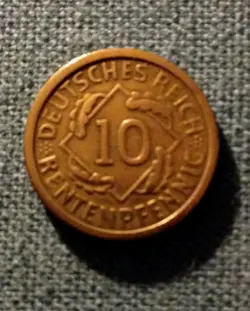 DEUTSCHES REICH
10
RENTENPFENNIG